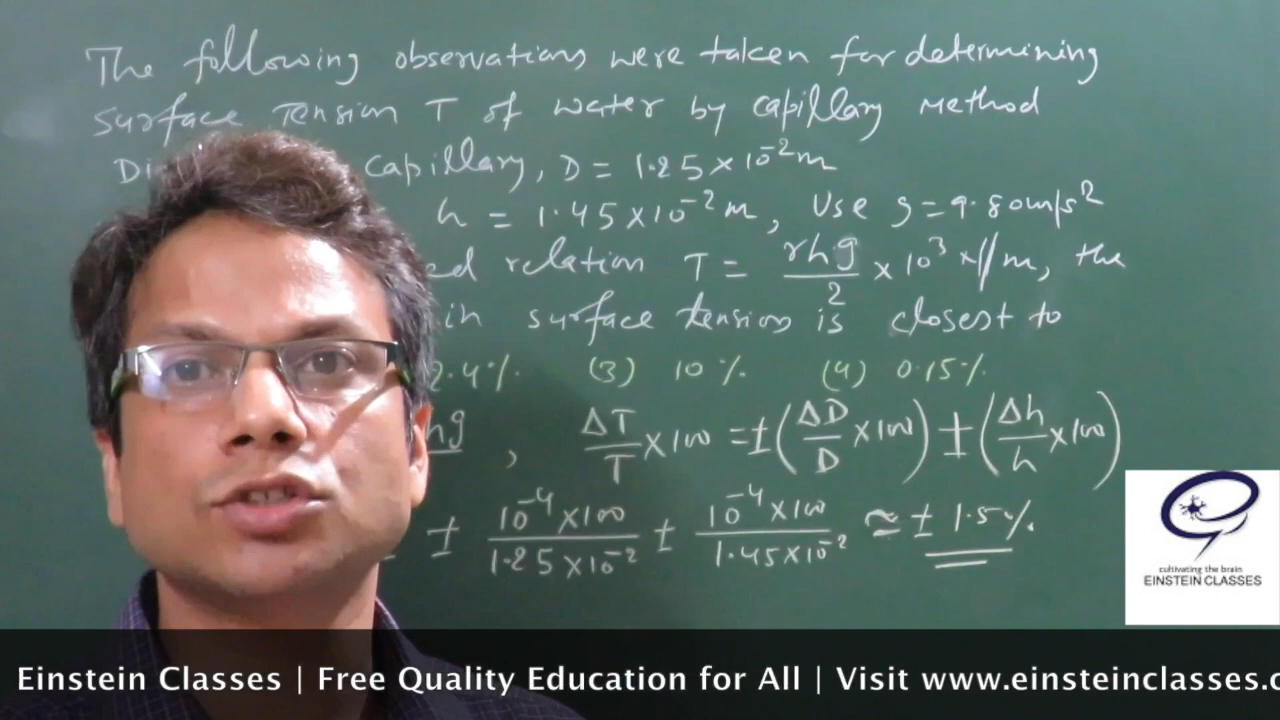 The following observations were taken for determining
surface Tension T of water by capillary method
Di capillary, D = 1.25×10⁻²m
h = 1.45×10⁻²m, Use g = 9.80m/s²
ed relation T = rhg/2 ×10³ N/m, the
in surface tension is closest to
2.4%. (3) 10%. (4) 0.15%.
hg , ΔT/T ×100 = ±(ΔD/D ×100) ± (Δh/h ×100)
± 10⁻⁴×100/1.25×10⁻² ± 10⁻⁴×100/1.45×10⁻² ≈ ± 1.5%.
cultivating the brain
EINSTEIN CLASSES
Einstein Classes | Free Quality Education for All | Visit www.einsteinclasses.c